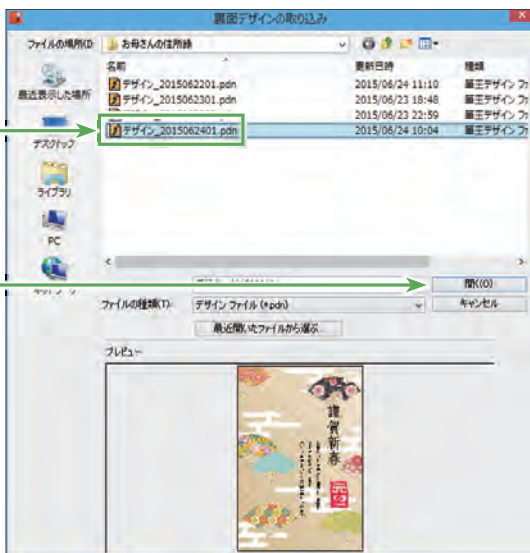 裏面デザインの取り込み
ファイルの場所(I):
お母さんの住所録
最近表示した場所
デスクトップ
ライブラリ
PC
名前
更新日時
種類
デザイン_2015062201.pdn
2015/06/24 11:10
筆王デザイン フ
デザイン_2015062301.pdn
2015/06/23 18:48
筆王デザイン フ
2015/06/23 22:59
筆王デザイン フ
デザイン_2015062401.pdn
2015/06/24 10:04
筆王デザイン フ
開く(O)
ファイルの種類(T):
デザイン ファイル (*.pdn)
キャンセル
最近開いたファイルから選ぶ...
プレビュー
謹賀新春
元旦